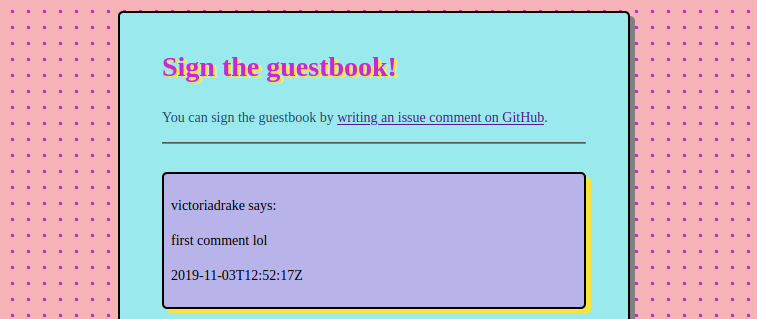 Sign the guestbook!
You can sign the guestbook by writing an issue comment on GitHub.
victoriadrake says:
first comment lol
2019-11-03T12:52:17Z